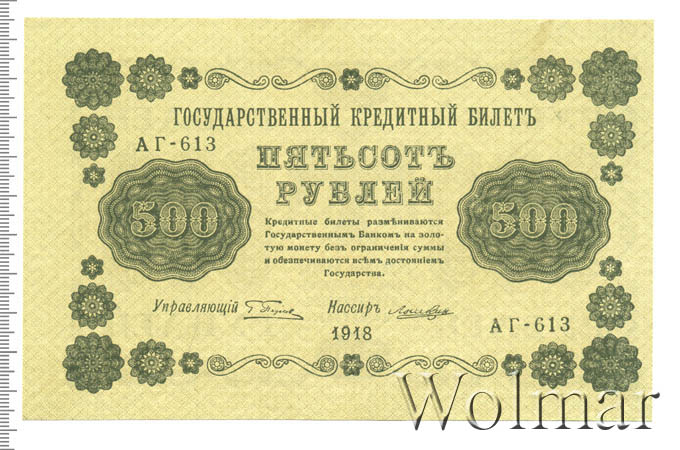 ГОСУДАРСТВЕННЫЙ КРЕДИТНЫЙ БИЛЕТЪ
АГ-613
ПЯТЬСОТЪ
РУБЛЕЙ
500
500
Кредитные билеты размѣниваются
Государственнымъ Банкомъ на золо-
тую монету безъ ограниченія суммы
и обезпечиваются всѣмъ достояніемъ
Государства.
Управляющій
Кассиръ
1918
АГ-613
Wolmar